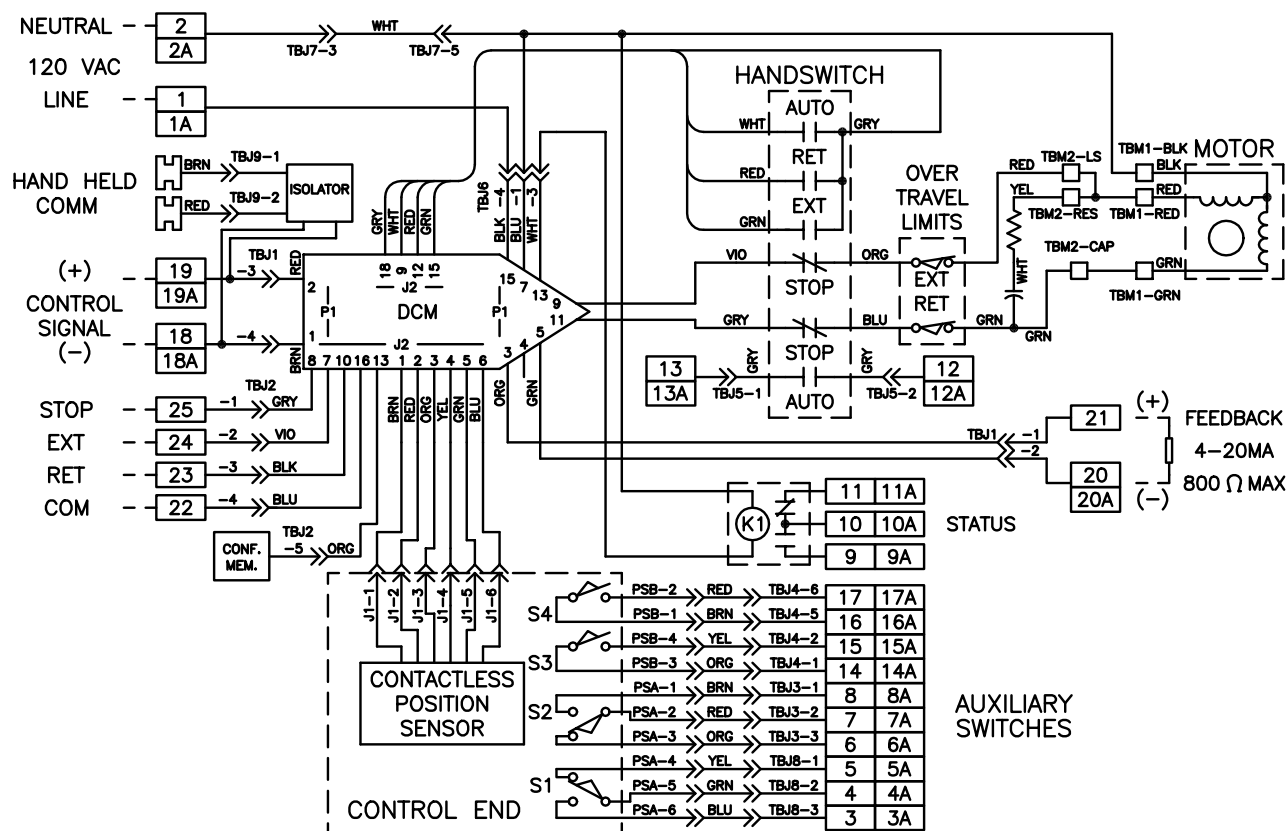 NEUTRAL 2 WHT
2A TBJ7-3 TBJ7-5
120 VAC
LINE 1
1A
HANDSWITCH
AUTO
WHT GRY
RET
RED
EXT
GRN
BRN TBJ9-1
HAND HELD
COMM
RED TBJ9-2
ISOLATOR
GRY WHT RED GRN
TBJ6
BLK -4
BLU -1
WHT -3
OVER
TRAVEL
LIMITS
RED TBM2-LS TBM1-BLK MOTOR
BLK
YEL RED
TBM2-RES TBM1-RED
WHT
TBM2-CAP GRN
TBM1-GRN
(+) 19 TBJ1 -3 RED
19A
CONTROL
SIGNAL
18 -4 BRN
(-) 18A
2 18 9 12 15 15 7 13 9
J2
P1 DCM P1
1 J2 11
8 7 10 16 13 1 2 3 4 5 6 3 4 5
VIO ORG
STOP EXT
RET
GRY BLU GRN
GRN
STOP
13 GRY GRY 12
13A TBJ5-1 TBJ5-2 12A
AUTO
TBJ2
STOP 25 -1 GRY
EXT 24 -2 VIO
RET 23 -3 BLK
COM 22 -4 BLU
BRN RED ORG YEL GRN BLU
ORG GRN
TBJ1 -1 21 (+) FEEDBACK
-2 4-20MA
20 800 Ω MAX
20A (-)
TBJ2
CONF.
MEM.
-5 ORG
K1
11 11A
10 10A STATUS
9 9A
J1-1 J1-2 J1-3 J1-4 J1-5 J1-6
CONTACTLESS
POSITION
SENSOR
CONTROL END
S4 PSB-2 RED TBJ4-6 17 17A
PSB-1 BRN TBJ4-5 16 16A
S3 PSB-4 YEL TBJ4-2 15 15A
PSB-3 ORG TBJ4-1 14 14A
PSA-1 BRN TBJ3-1 8 8A
S2 PSA-2 RED TBJ3-2 7 7A
PSA-3 ORG TBJ3-3 6 6A
PSA-4 YEL TBJ8-1 5 5A
S1 PSA-5 GRN TBJ8-2 4 4A
PSA-6 BLU TBJ8-3 3 3A
AUXILIARY
SWITCHES